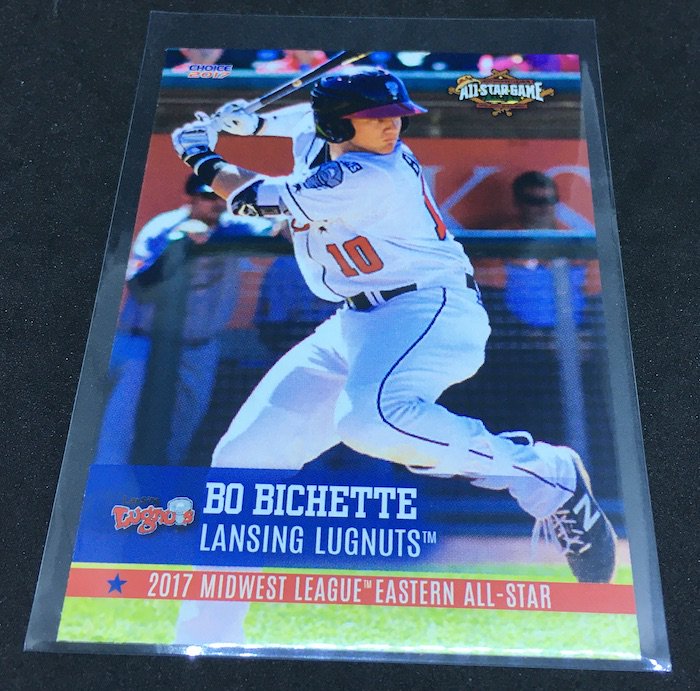 CHOICE
2017
ALL-STAR GAME
10
BO BICHETTE
Lugnuts
LANSING LUGNUTS™
2017 MIDWEST LEAGUE™ EASTERN ALL-STAR